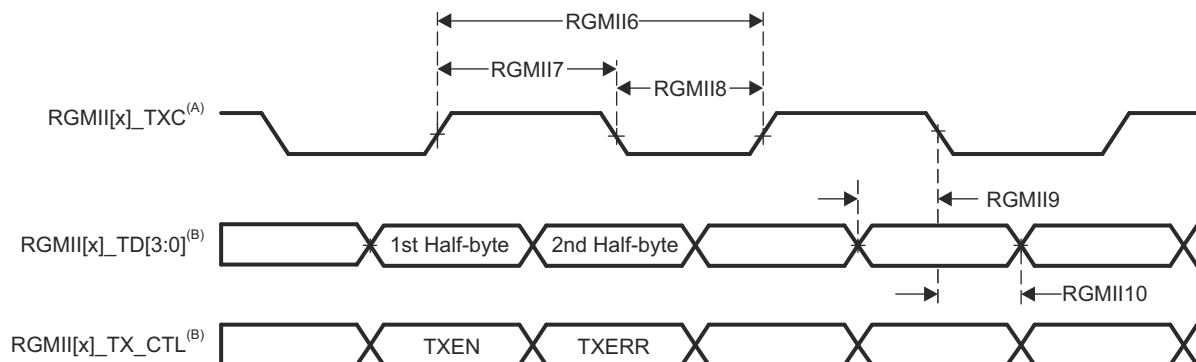 RGMII6
RGMII7
RGMII8
RGMII[x]_TXC(A)
RGMII9
RGMII[x]_TD[3:0](B)
1st Half-byte
2nd Half-byte
RGMII10
RGMII[x]_TX_CTL(B)
TXEN
TXERR